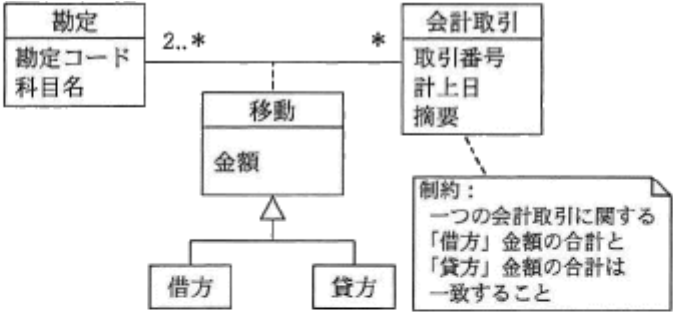 勘定
勘定コード
科目名
2..*
*
会計取引
取引番号
計上日
摘要
移動
金額
借方
貸方
制約：
一つの会計取引に関する
「借方」金額の合計と
「貸方」金額の合計は
一致すること